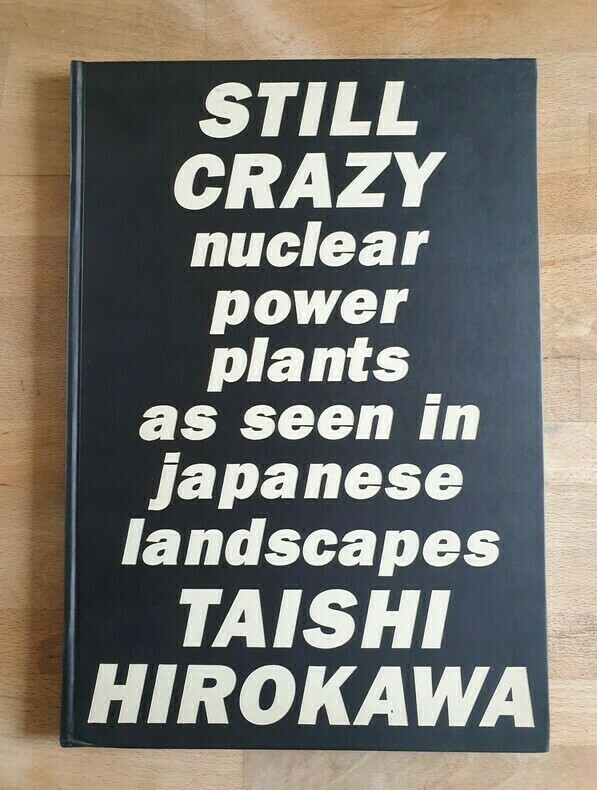 STILL
CRAZY
nuclear
power
plants
as seen in
japanese
landscapes
TAISHI
HIROKAWA